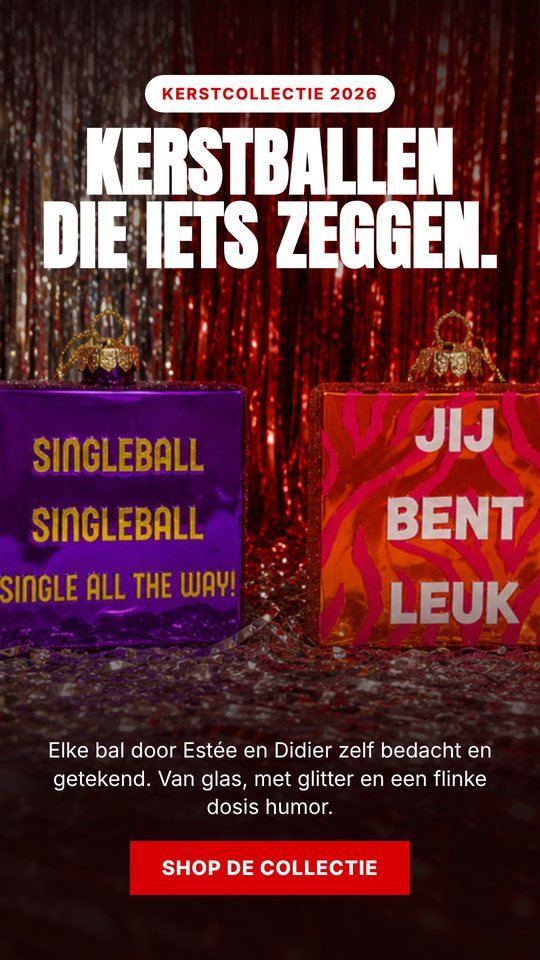 KERSTCOLLECTIE 2026
KERSTBALLEN
DIE IETS ZEGGEN.
SINGLEBALL
SINGLEBALL
SINGLE ALL THE WAY!
JIJ
BENT
LEUK
Elke bal door Estée en Didier zelf bedacht en
getekend. Van glas, met glitter en een flinke
dosis humor.
SHOP DE COLLECTIE